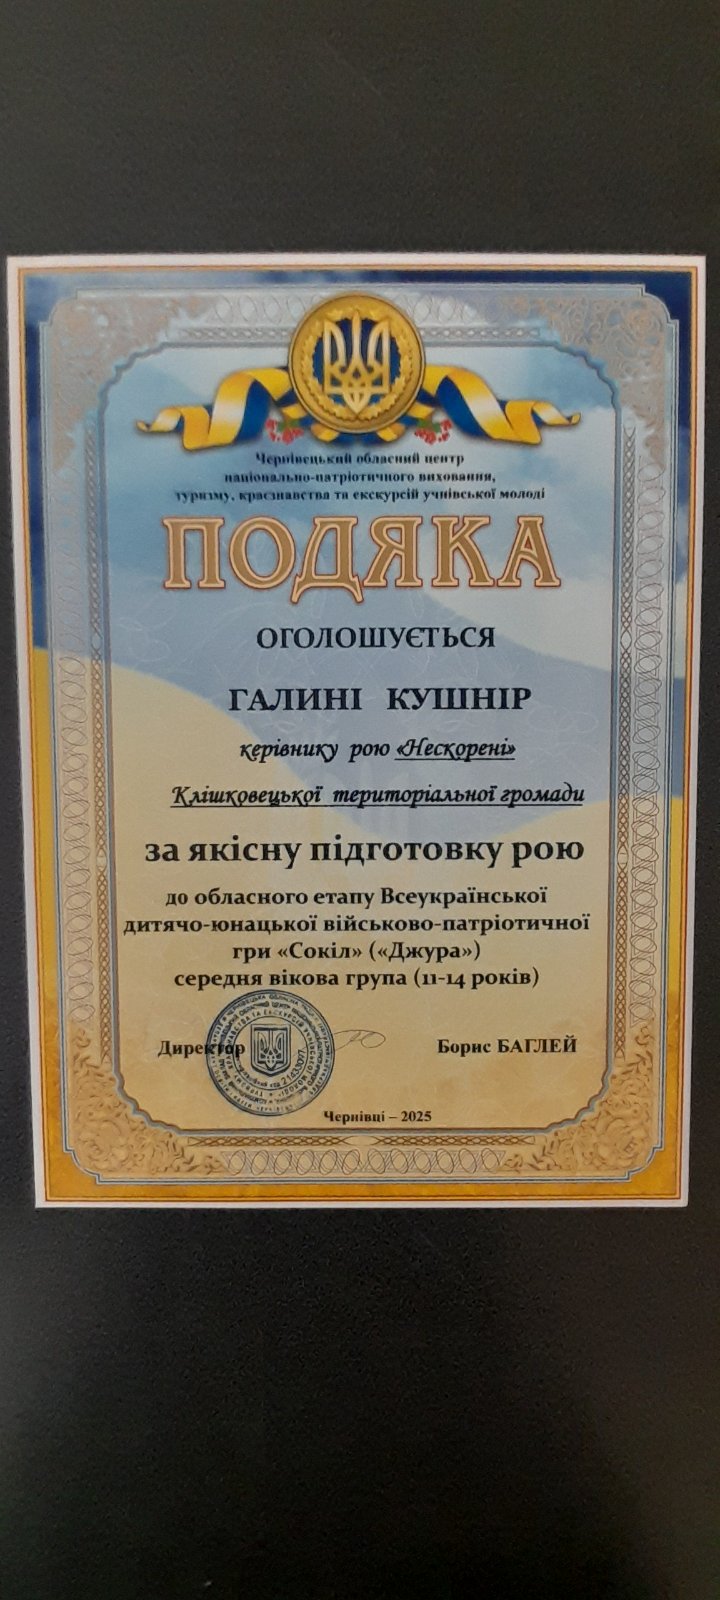 Чернівецький обласний центр
національно-патріотичного виховання,
туризму, краєзнавства та екскурсій учнівської молоді
ПОДЯКА
ОГОЛОШУЄТЬСЯ
ГАЛИНІ КУШНІР
керівнику рою «Нескорені»
Клішковецької територіальної громади
за якісну підготовку рою
до обласного етапу Всеукраїнської
дитячо-юнацької військово-патріотичної
гри «Сокіл» («Джура»)
середня вікова група (11-14 років)
Директор Борис БАГЛЕЙ
Чернівці – 2025